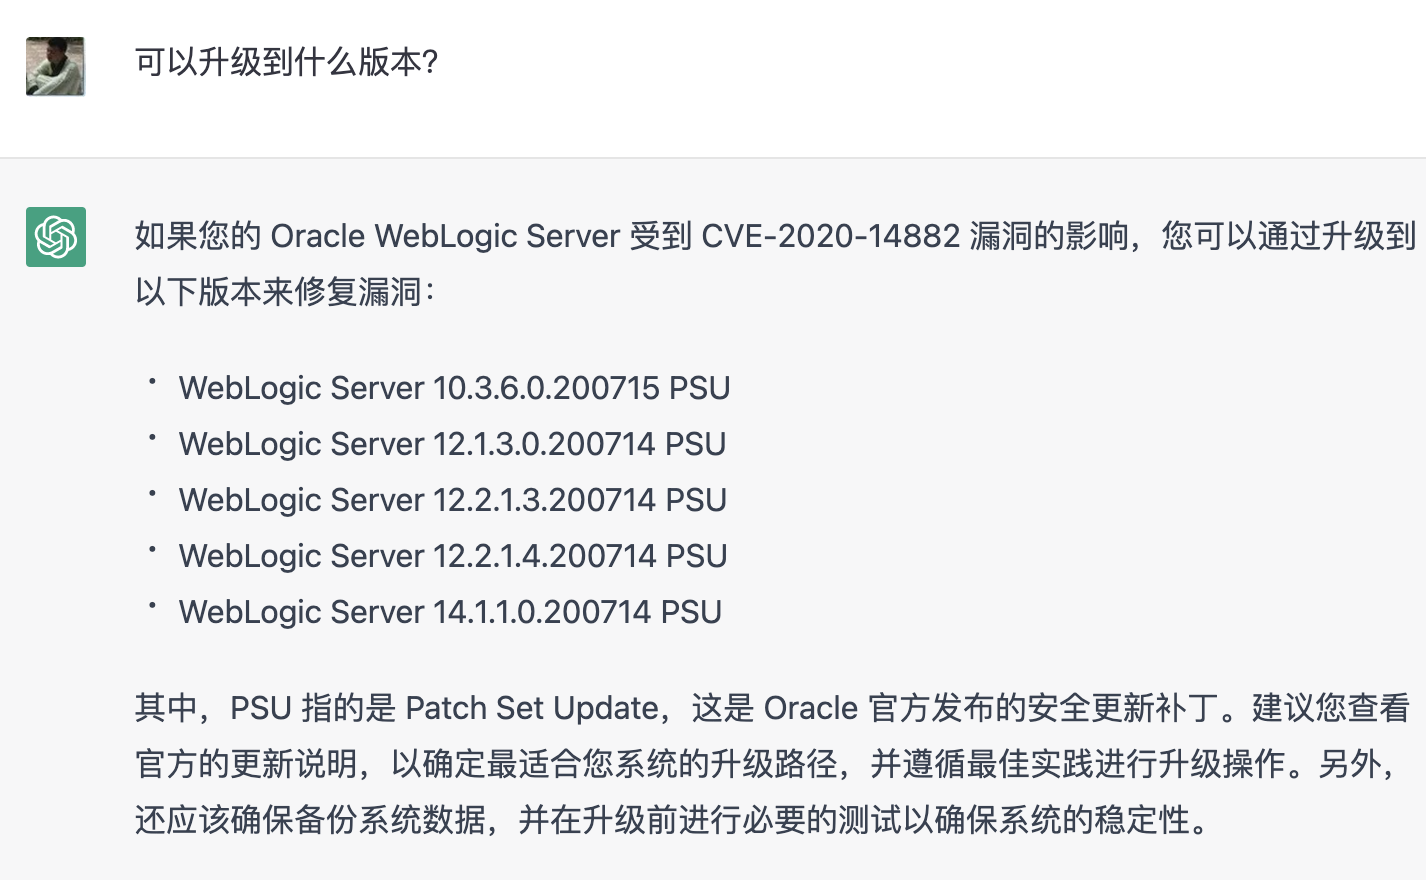 可以升级到什么版本?
如果您的 Oracle WebLogic Server 受到 CVE-2020-14882 漏洞的影响，您可以通过升级到
以下版本来修复漏洞：
• WebLogic Server 10.3.6.0.200715 PSU
• WebLogic Server 12.1.3.0.200714 PSU
• WebLogic Server 12.2.1.3.200714 PSU
• WebLogic Server 12.2.1.4.200714 PSU
• WebLogic Server 14.1.1.0.200714 PSU
其中，PSU 指的是 Patch Set Update，这是 Oracle 官方发布的安全更新补丁。建议您查看
官方的更新说明，以确定最适合您系统的升级路径，并遵循最佳实践进行升级操作。另外，
还应该确保备份系统数据，并在升级前进行必要的测试以确保系统的稳定性。